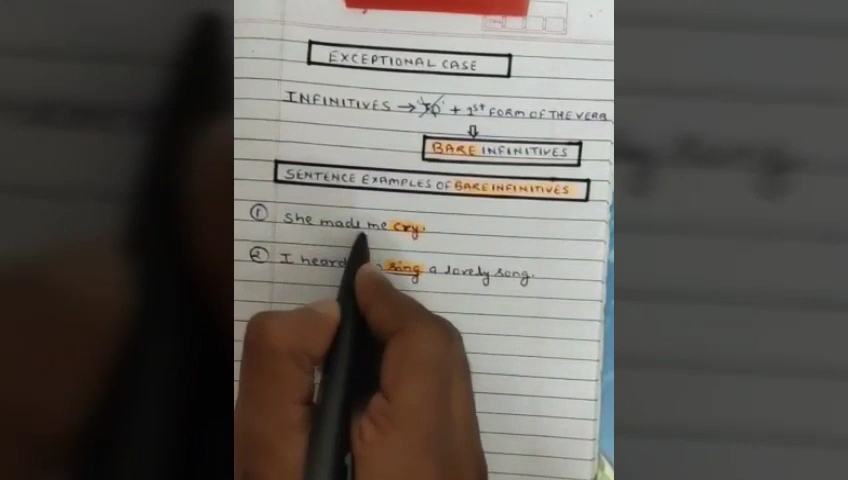 EXCEPTIONAL CASE
INFINITIVES → 'TO' + 1st FORM OF THE VERB
BARE INFINITIVES
SENTENCE EXAMPLES OF BARE INFINITIVES
① She made me cry.
② I heard sing a lovely song.